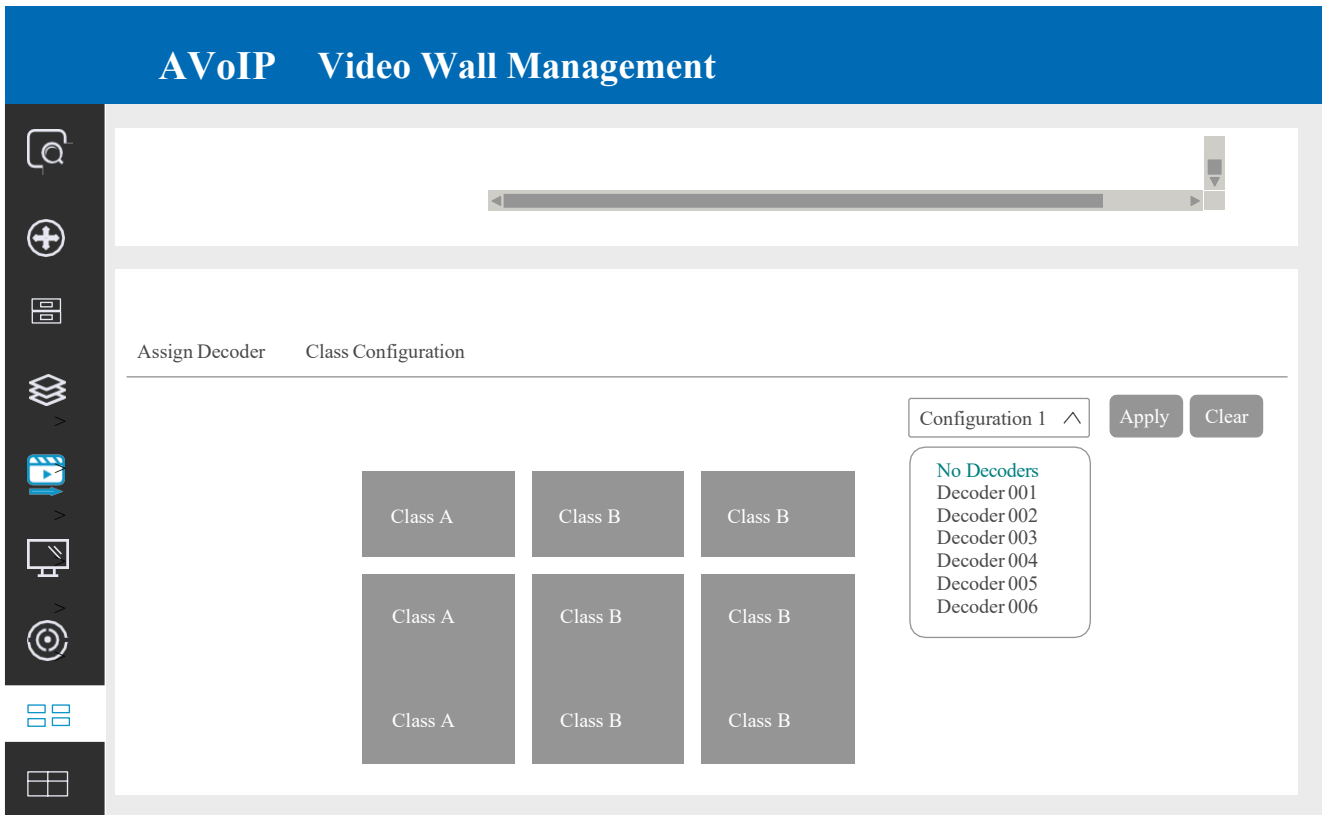 AVoIP Video Wall Management
Assign Decoder Class Configuration
Configuration 1 Apply Clear
No Decoders
Decoder 001
Decoder 002
Decoder 003
Decoder 004
Decoder 005
Decoder 006
Class A Class B Class B
Class A Class B Class B
Class A Class B Class B